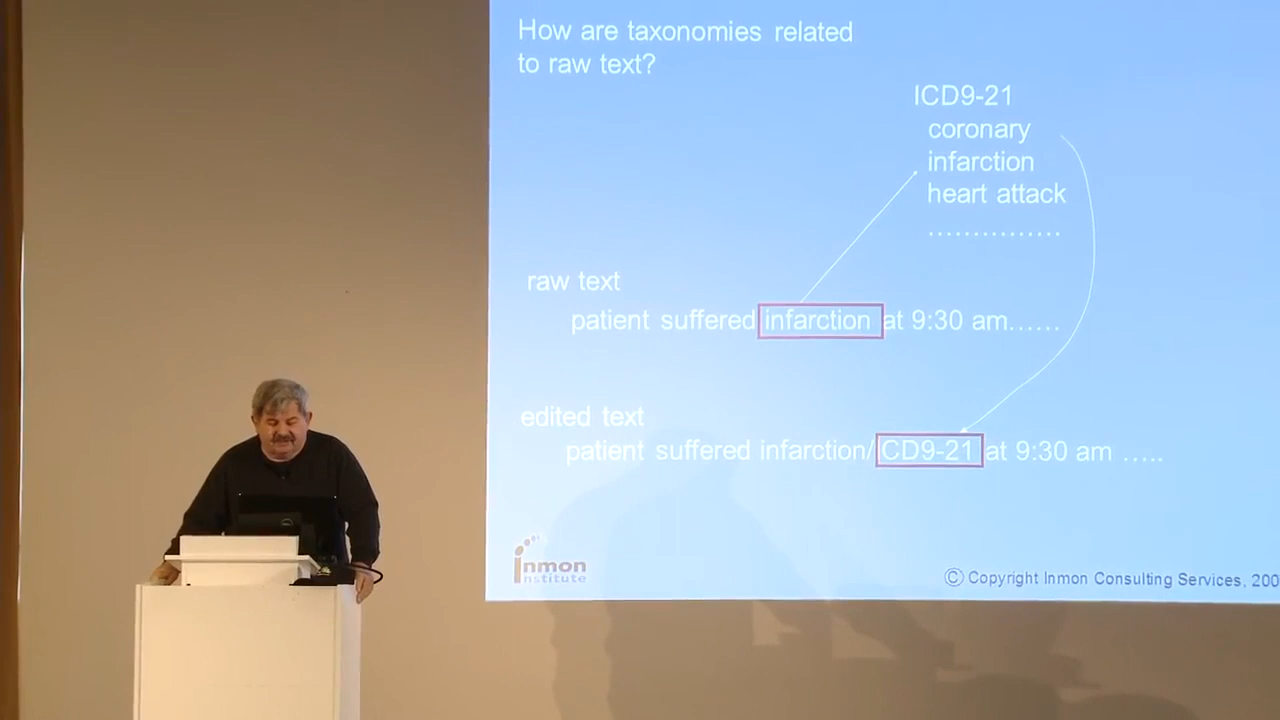 How are taxonomies related
to raw text?
ICD9-21
coronary
infarction
heart attack
...............
raw text
patient suffered infarction at 9:30 am......
edited text
patient suffered infarction/ CD9-21 at 9:30 am .....
inmon
institute
© Copyright Inmon Consulting Services, 200